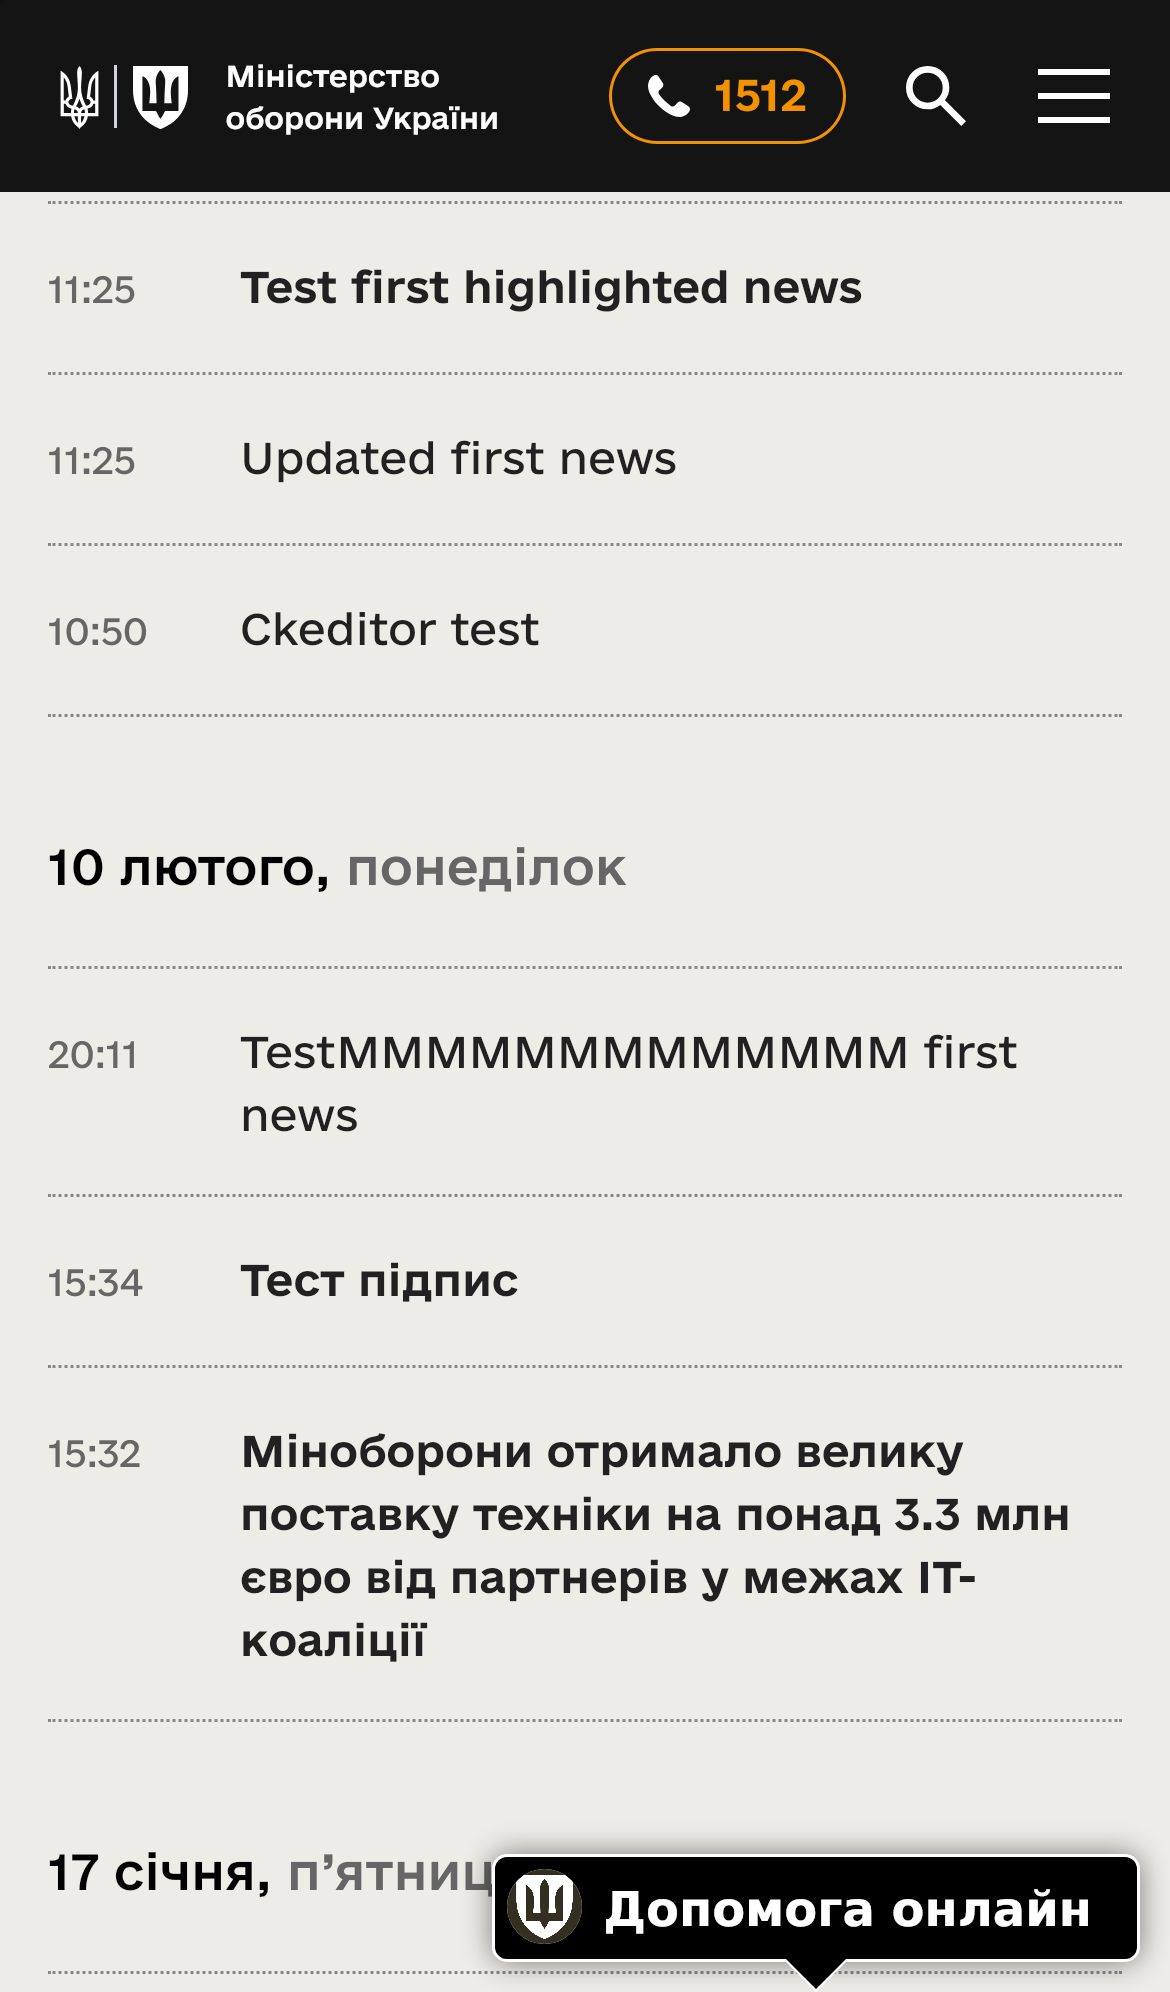 Міністерство
оборони України
1512
11:25 Test first highlighted news
11:25 Updated first news
10:50 Ckeditor test
10 лютого, понеділок
20:11 TestMMMMMMMMMMMMM first
news
15:34 Тест підпис
15:32 Міноборони отримало велику
поставку техніки на понад 3.3 млн
євро від партнерів у межах ІТ-
коаліції
17 січня, п’ятниц
Допомога онлайн